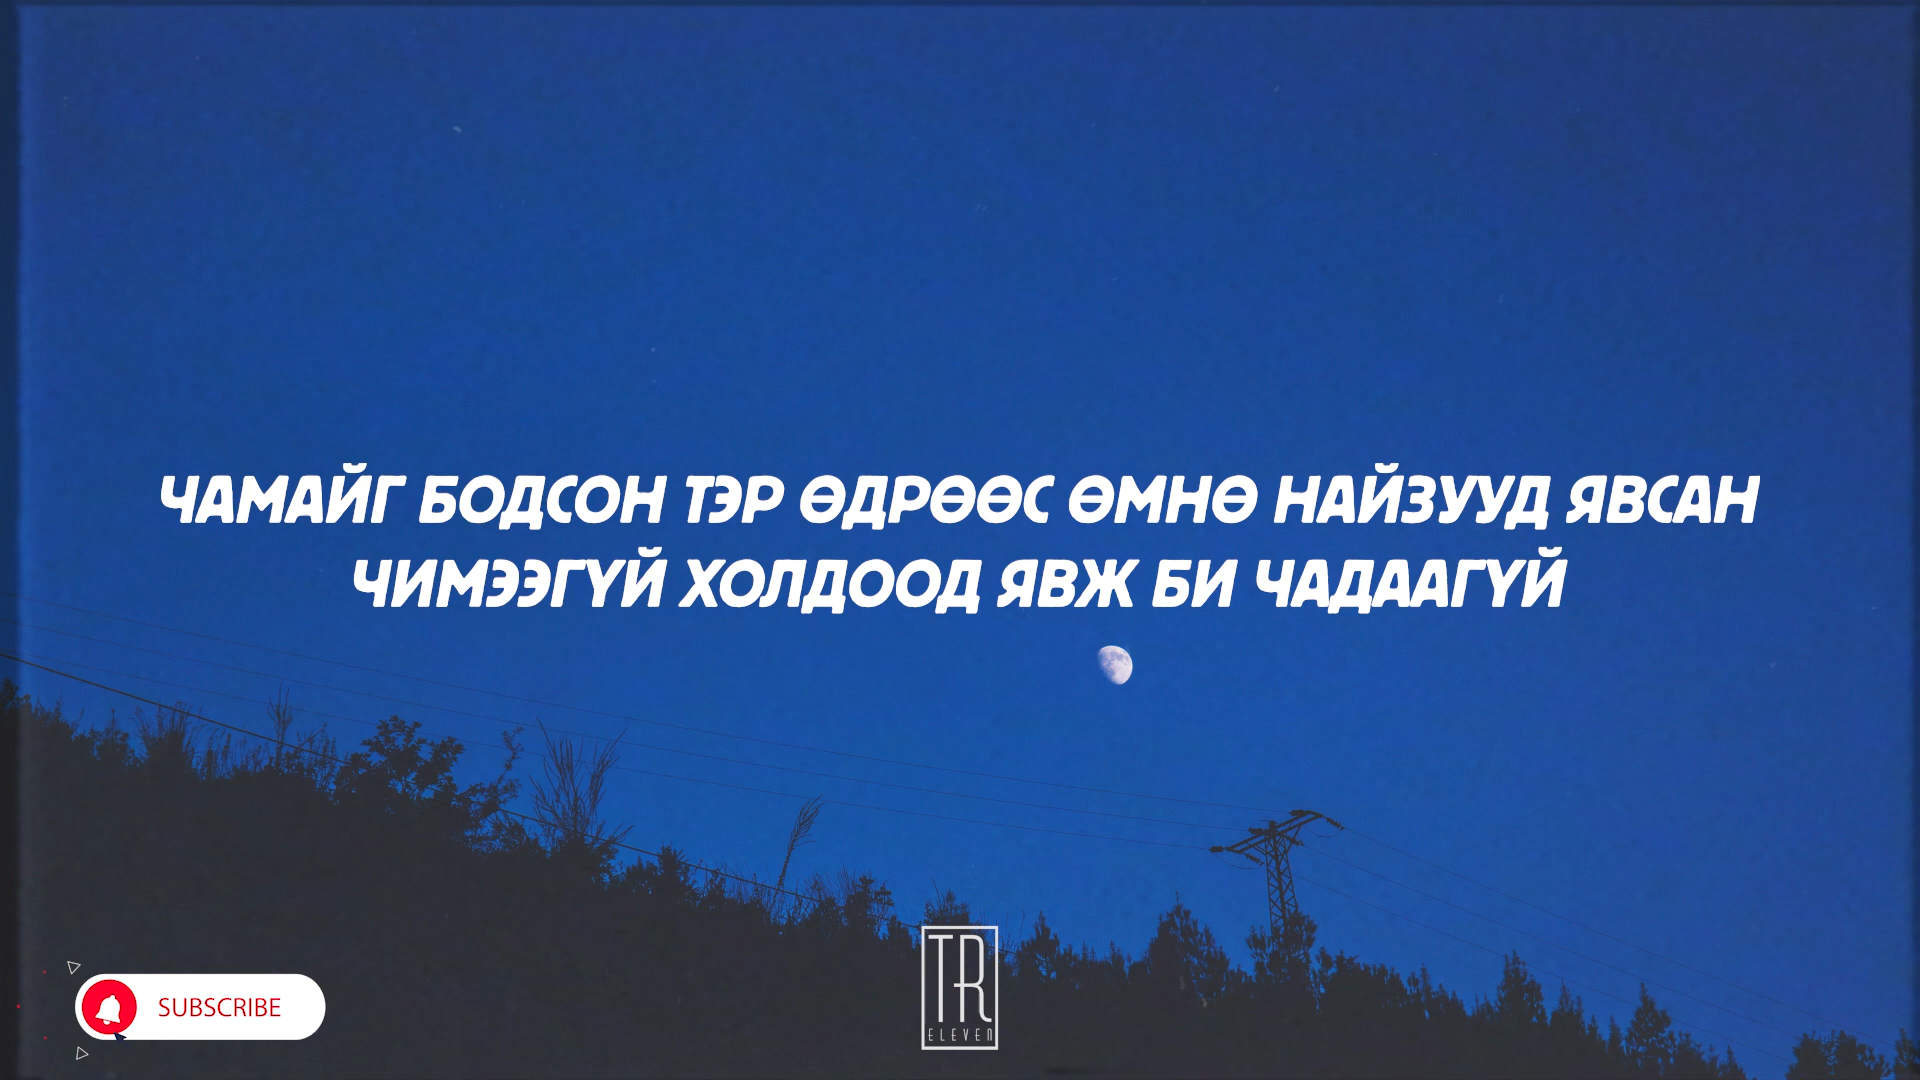 ЧАМАЙГ БОДСОН ТЭР ӨДРӨӨС ӨМНӨ НАЙЗУУД ЯВСАН
ЧИМЭЭГҮЙ ХОЛДООД ЯВЖ БИ ЧАДААГҮЙ
SUBSCRIBE
TR
ELEVEN